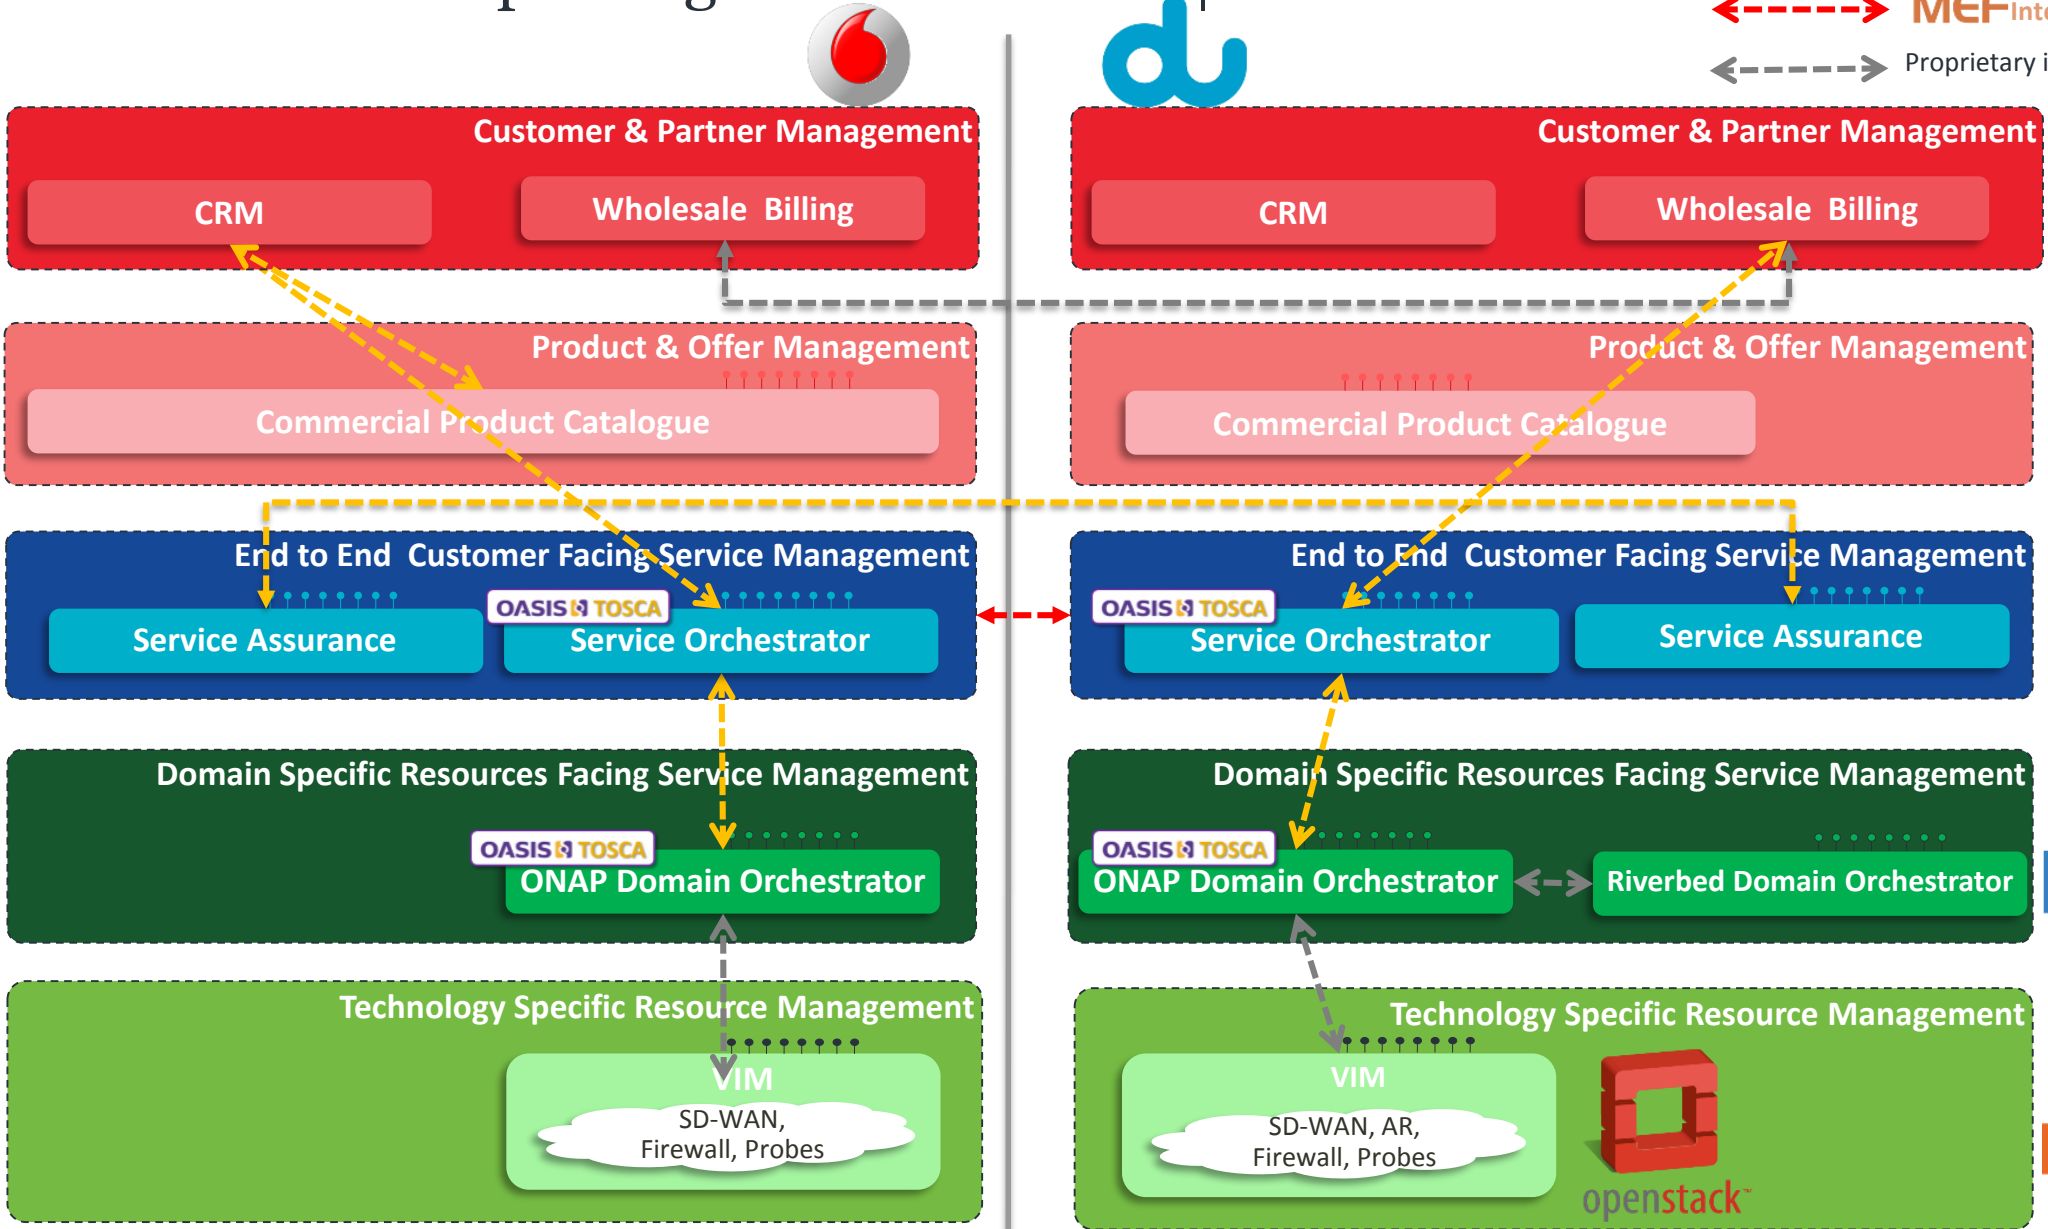 MEF Inte
Proprietary i
Customer & Partner Management
CRM
Wholesale Billing
Product & Offer Management
Commercial Product Catalogue
End to End Customer Facing Service Management
OASIS TOSCA
Service Assurance
Service Orchestrator
Domain Specific Resources Facing Service Management
OASIS TOSCA
ONAP Domain Orchestrator
Technology Specific Resource Management
VIM
SD-WAN,
Firewall, Probes
du
Customer & Partner Management
CRM
Wholesale Billing
Product & Offer Management
Commercial Product Catalogue
End to End Customer Facing Service Management
OASIS TOSCA
Service Orchestrator
Service Assurance
Domain Specific Resources Facing Service Management
OASIS TOSCA
ONAP Domain Orchestrator
Riverbed Domain Orchestrator
Technology Specific Resource Management
VIM
SD-WAN, AR,
Firewall, Probes
openstack™